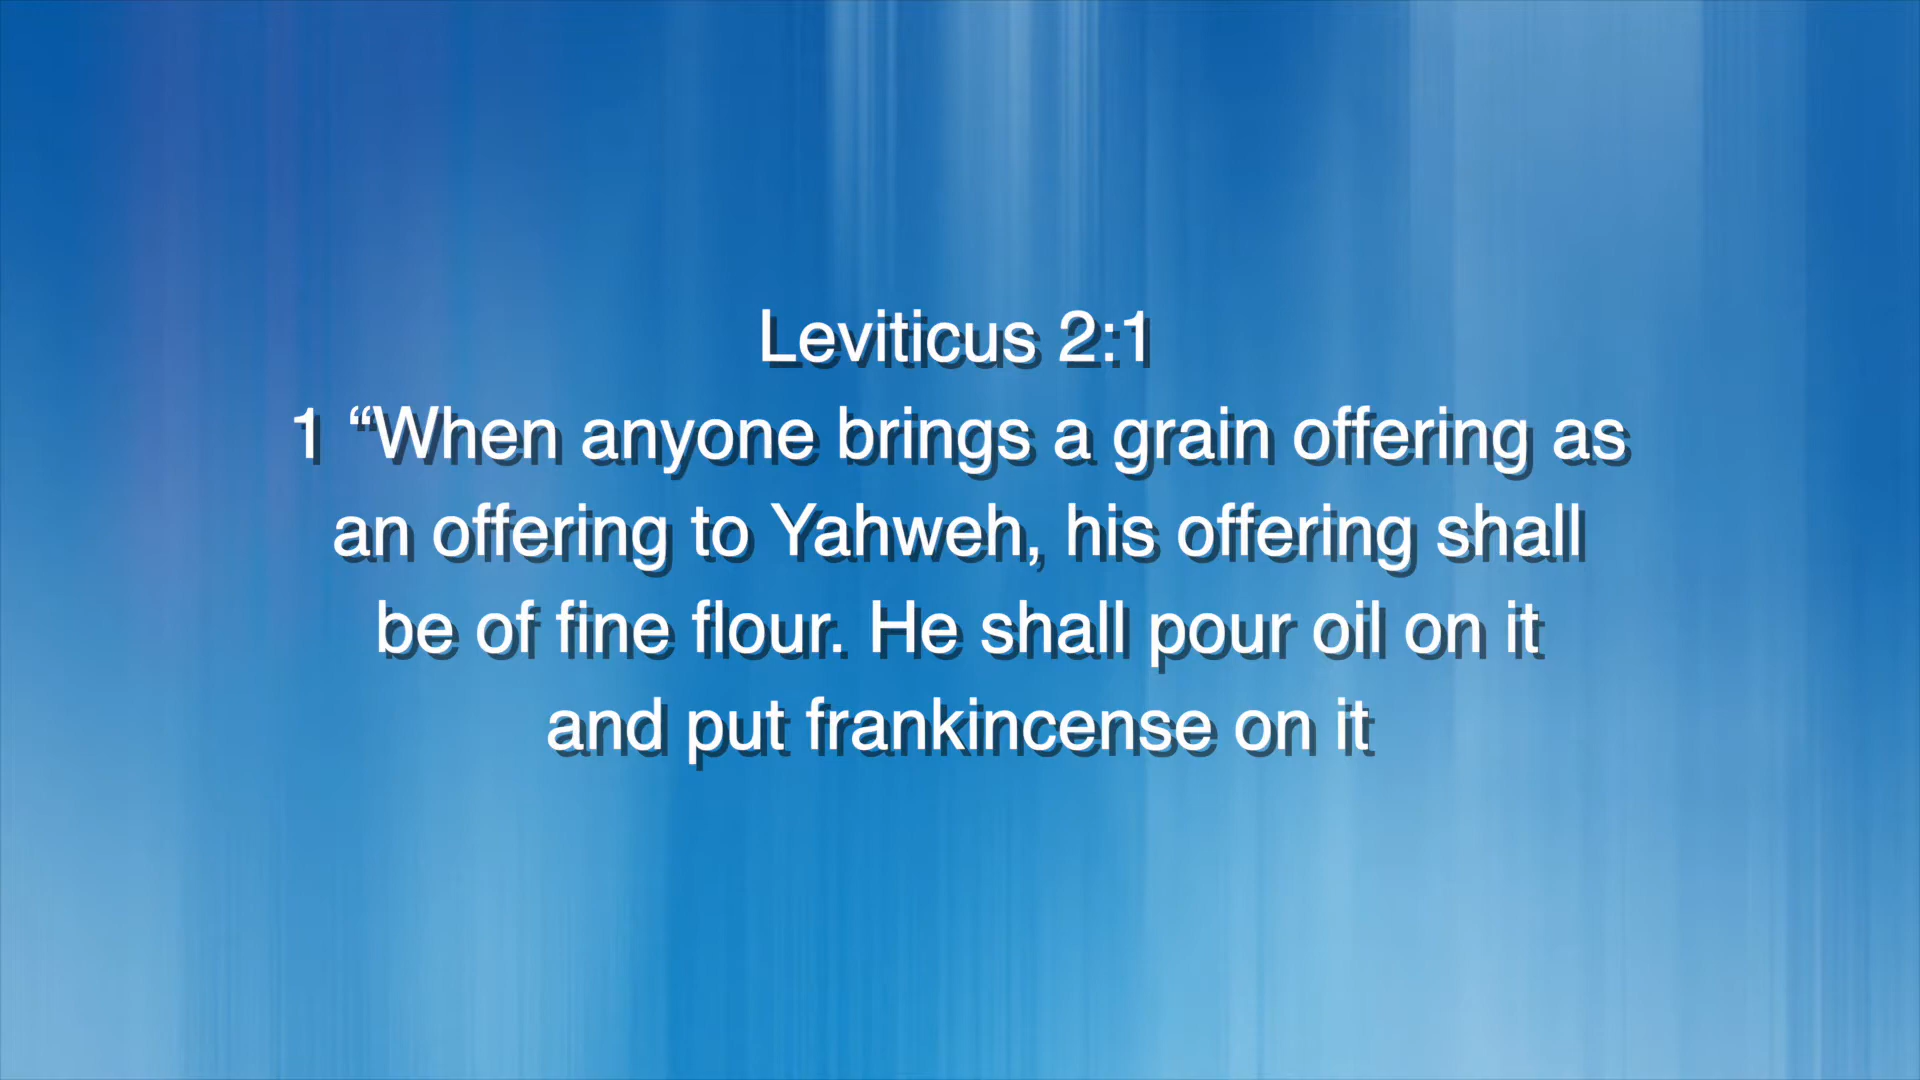 Leviticus 2:1
1 “When anyone brings a grain offering as
an offering to Yahweh, his offering shall
be of fine flour. He shall pour oil on it
and put frankincense on it